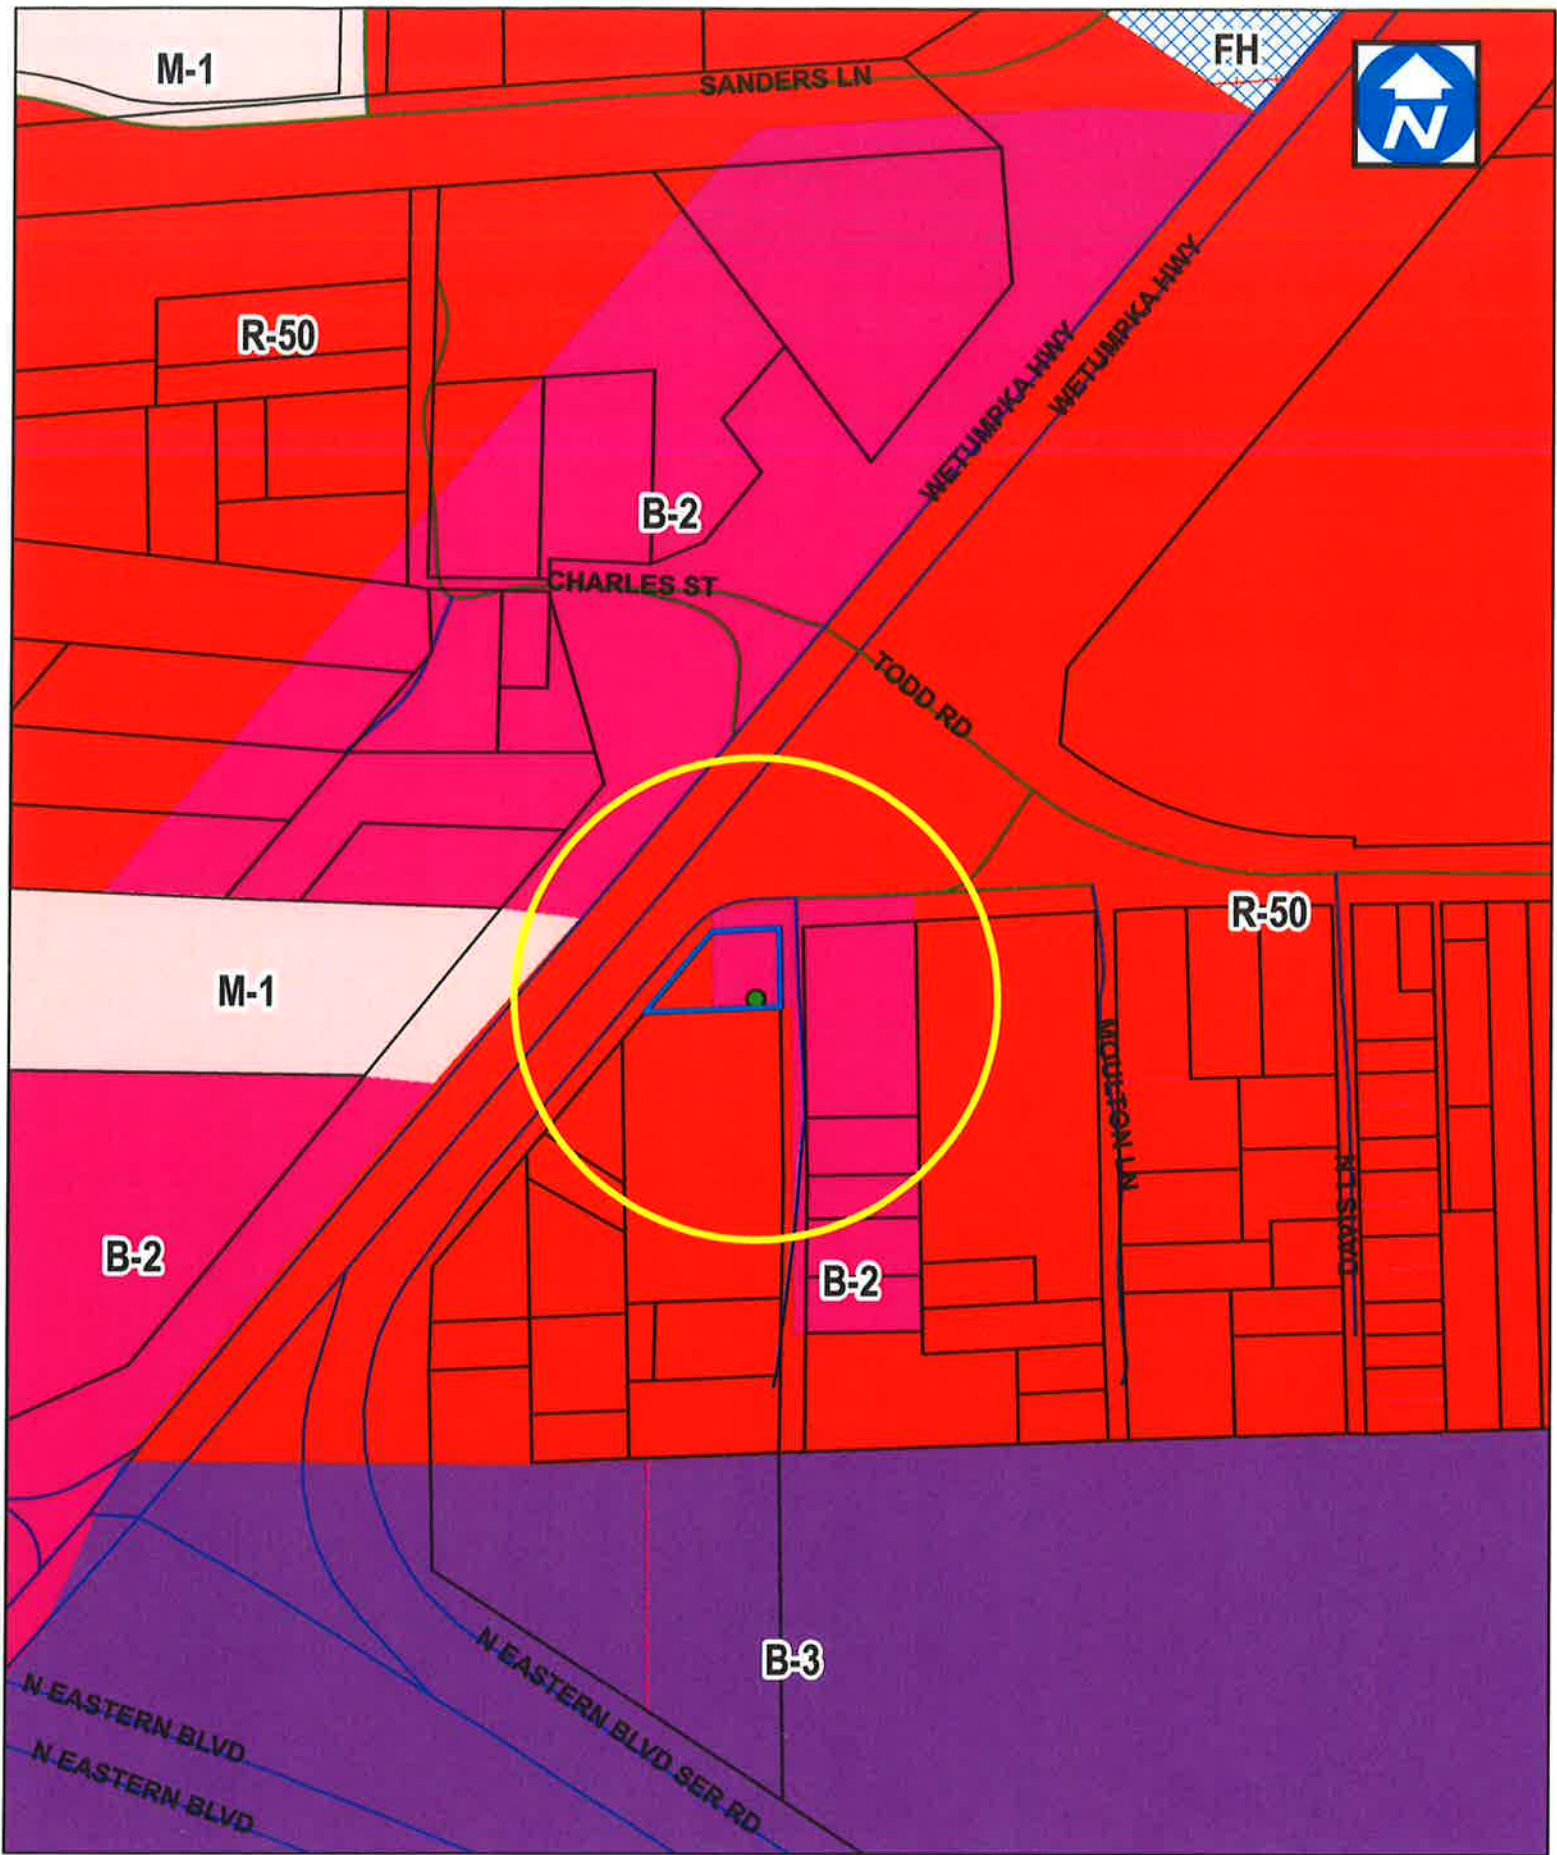 M-1
FH
SANDERS LN
N
R-50
WETUMPKA HWY
WETUMPKA HWY
B-2
CHARLES ST
TODD RD
R-50
M-1
MOULTON LN
DAVIS LN
B-2
B-2
B-3
N EASTERN BLVD SER RD
N EASTERN BLVD
N EASTERN BLVD